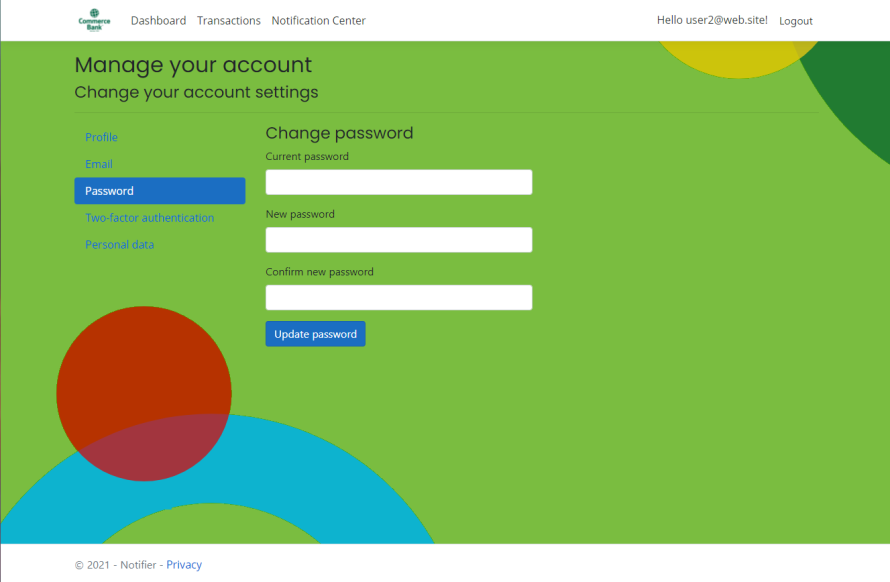 Commerce
Bank
Dashboard Transactions Notification Center
Hello user2@web.site! Logout
Manage your account
Change your account settings
Profile
Email
Password
Two-factor authentication
Personal data
Change password
Current password
New password
Confirm new password
Update password
© 2021 - Notifier - Privacy